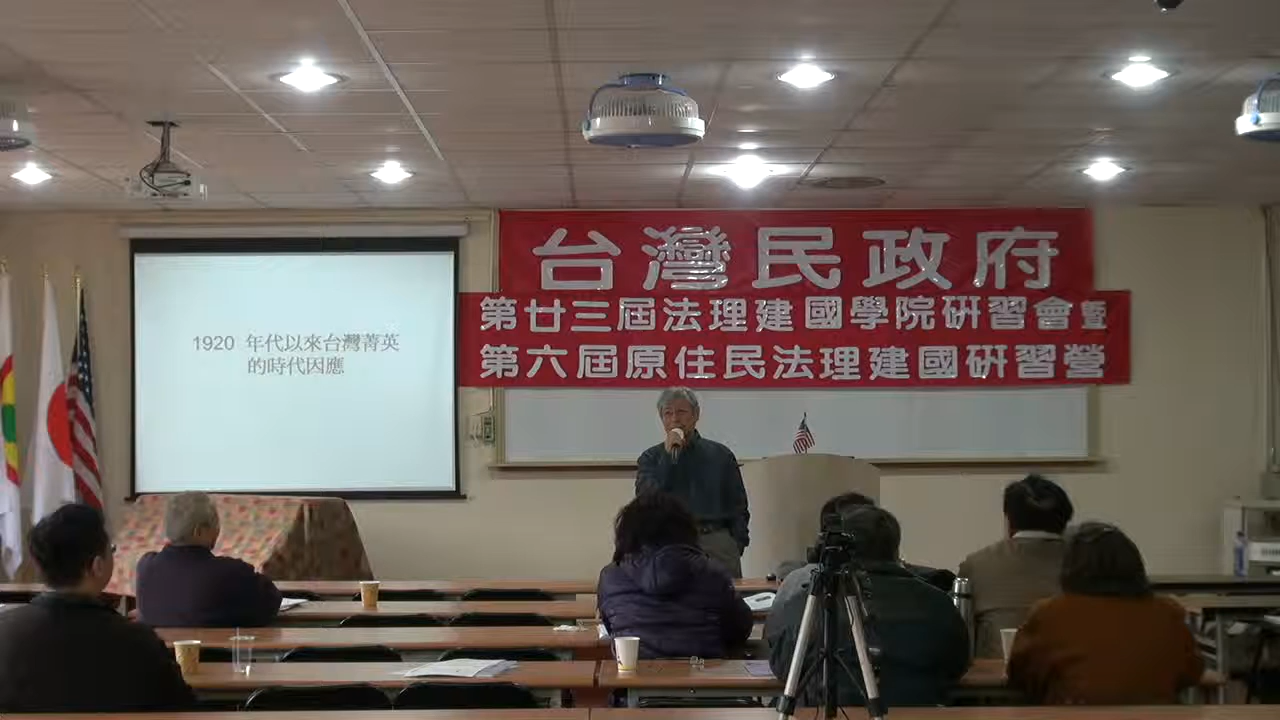 台灣民政府
第廿三屆法理建國學院研習會暨
第六屆原住民法理建國研習營
1920 年代以來台灣菁英
的時代因應